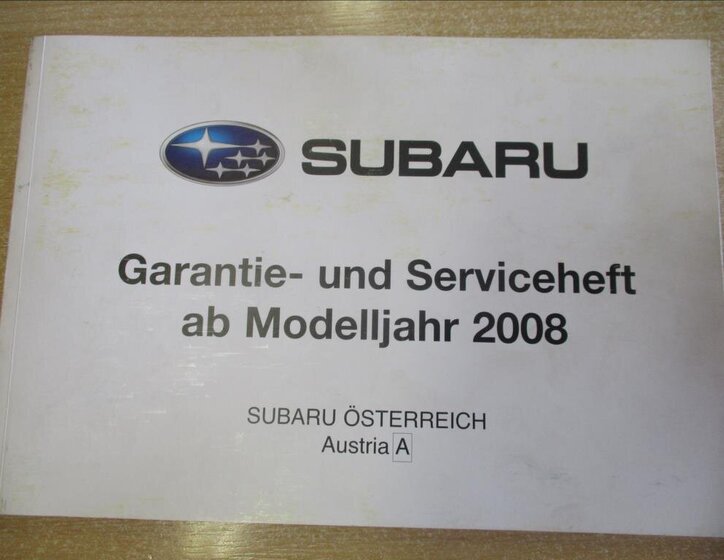 SUBARU
Garantie- und Serviceheft
ab Modelljahr 2008
SUBARU ÖSTERREICH
Austria A